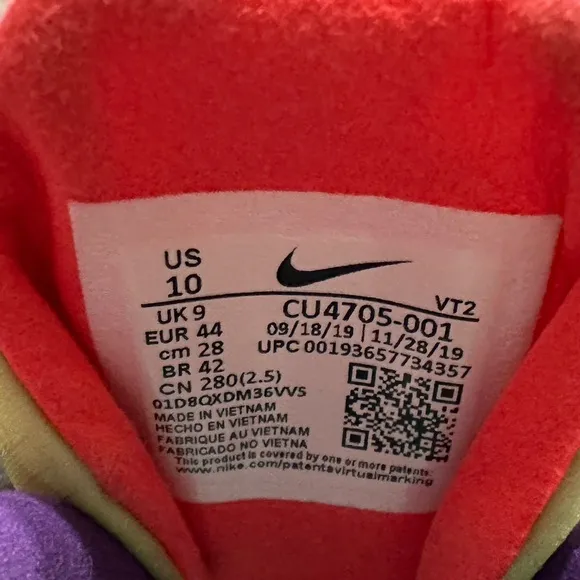 US
10
VT2
UK 9
EUR 44
cm 28
BR 42
CN 280(2.5)
CU4705-001
09/18/19 | 11/28/19
UPC 00193657734357
01D8QXDM36VVS
MADE IN VIETNAM
HECHO EN VIETNAM
FABRIQUE AU VIETNAM
FABRICADO NO VIETNA
This product is covered by one or more patents:
www.nike.com/patentsvirtualmarking